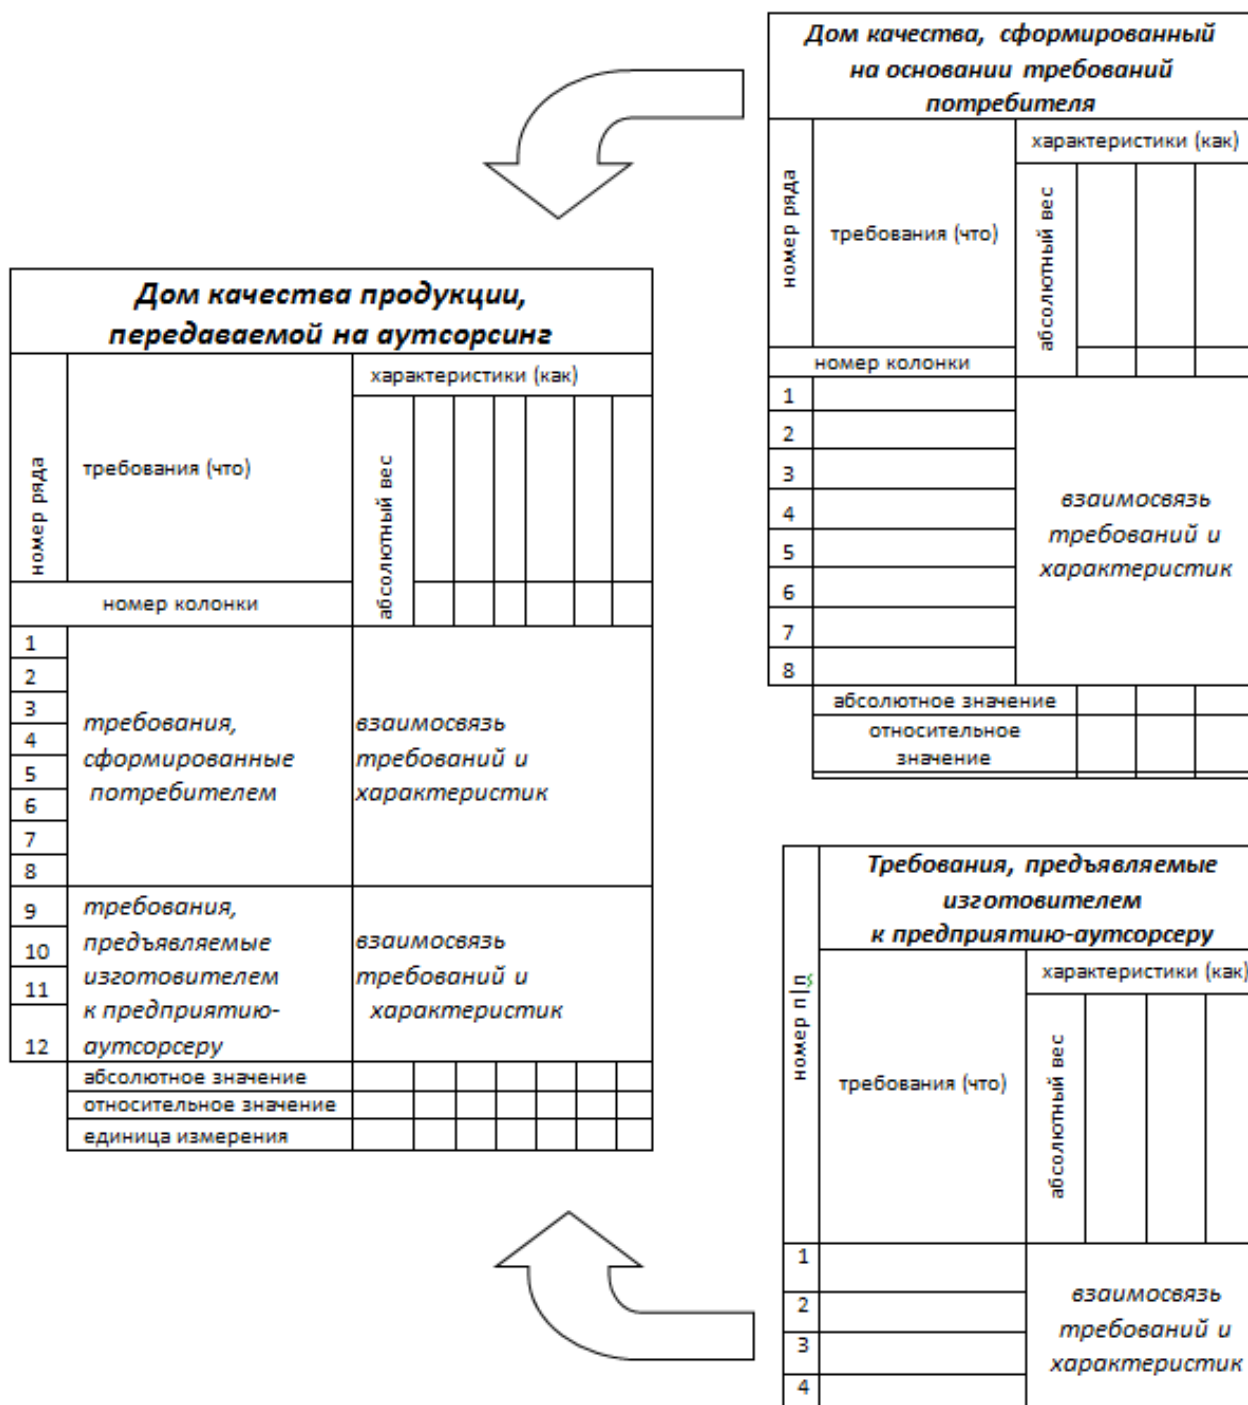 Дом качества, сформированный
на основании требований
потребителя
номер ряда
требования (что)
характеристики (как)
абсолютный вес
номер колонки
1
2
3
4
5
6
7
8
взаимосвязь
требований и
характеристик
абсолютное значение
относительное
значение
Дом качества продукции,
передаваемой на аутсорсинг
номер ряда
требования (что)
характеристики (как)
абсолютный вес
номер колонки
1
2
3
4
5
6
7
8
требования,
сформированные
потребителем
взаимосвязь
требований и
характеристик
9
10
11
12
требования,
предъявляемые
изготовителем
к предприятию-
аутсорсеру
взаимосвязь
требований и
характеристик
абсолютное значение
относительное значение
единица измерения
Требования, предъявляемые
изготовителем
к предприятию-аутсорсеру
номер п|п
требования (что)
характеристики (как)
абсолютный вес
1
2
3
4
взаимосвязь
требований и
характеристик